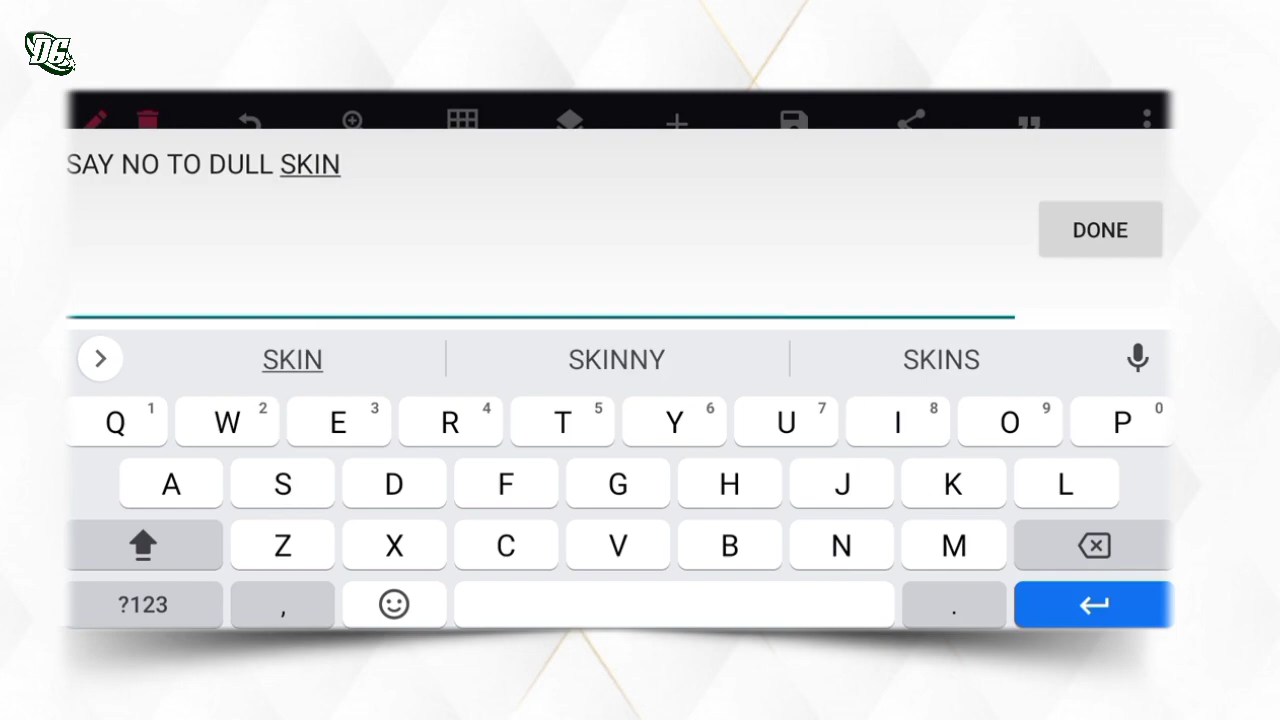 DG
SAY NO TO DULL SKIN
DONE
SKIN SKINNY SKINS
Q 1 W 2 E 3 R 4 T 5 Y 6 U 7 I 8 O 9 P 0
A S D F G H J K L
Z X C V B N M
?123 , .